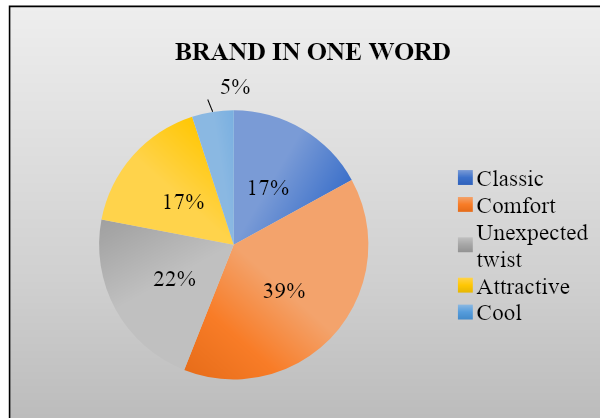 BRAND IN ONE WORD
5%
17%
17%
22%
39%
Classic
Comfort
Unexpected
twist
Attractive
Cool